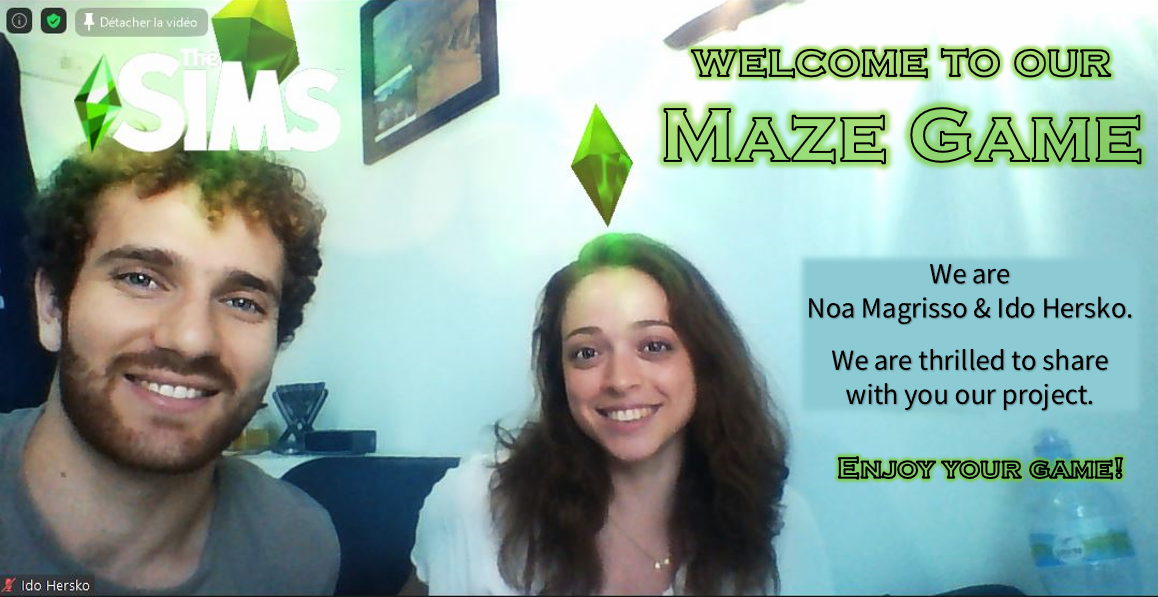 Détacher la vidéo
The
SIMS
WELCOME TO OUR
MAZE GAME
We are
Noa Magrisso & Ido Hersko.
We are thrilled to share
with you our project.
ENJOY YOUR GAME!
Ido Hersko